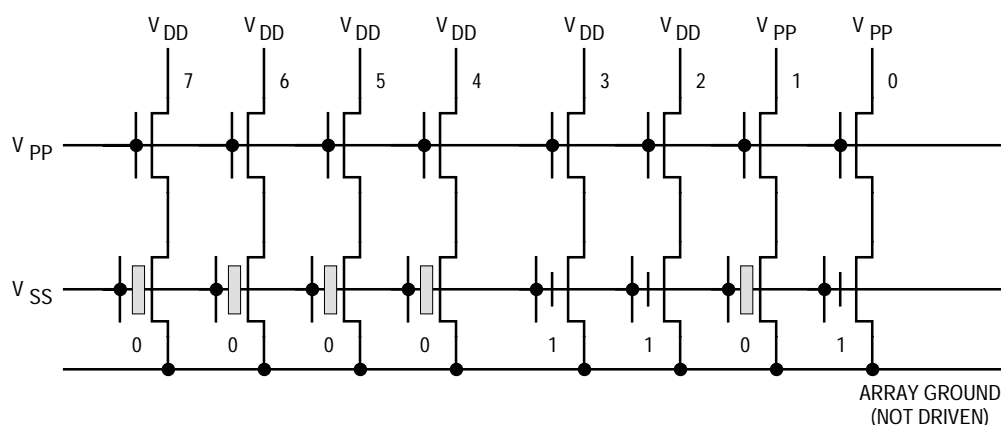 V DD V DD V DD V DD V DD V DD V PP V PP
7 6 5 4 3 2 1 0
V PP
V SS
0 0 0 0 1 1 0 1
ARRAY GROUND
(NOT DRIVEN)